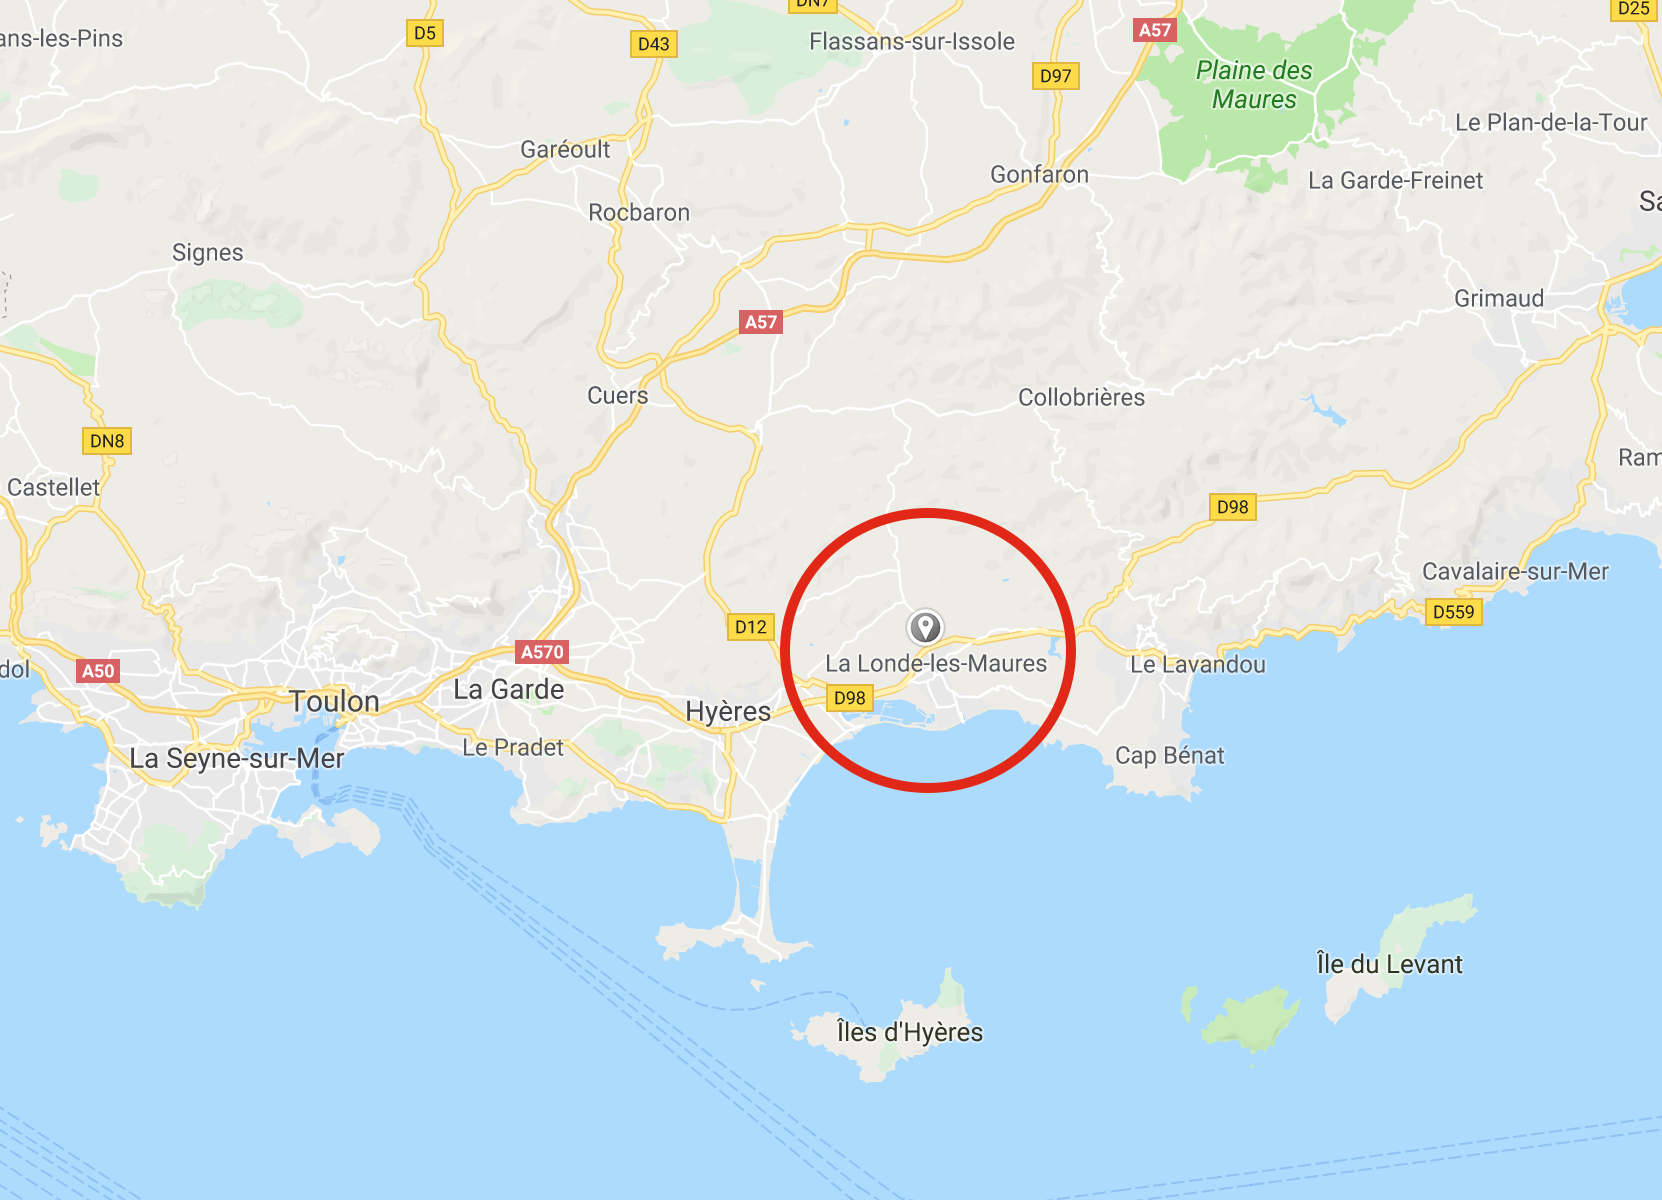 DN7
D25
ans-les-Pins
D5
D43
Flassans-sur-Issole
A57
D97
Plaine des
Maures
Le Plan-de-la-Tour
Garéoult
Gonfaron
La Garde-Freinet
Rocbaron
Sa
Signes
Grimaud
A57
Cuers
Collobrières
DN8
Ram
Castellet
D98
Cavalaire-sur-Mer
D559
D12
A570
dol
A50
La Londe-les-Maures
Le Lavandou
Toulon
La Garde
D98
Hyères
Le Pradet
La Seyne-sur-Mer
Cap Bénat
Île du Levant
Îles d'Hyères